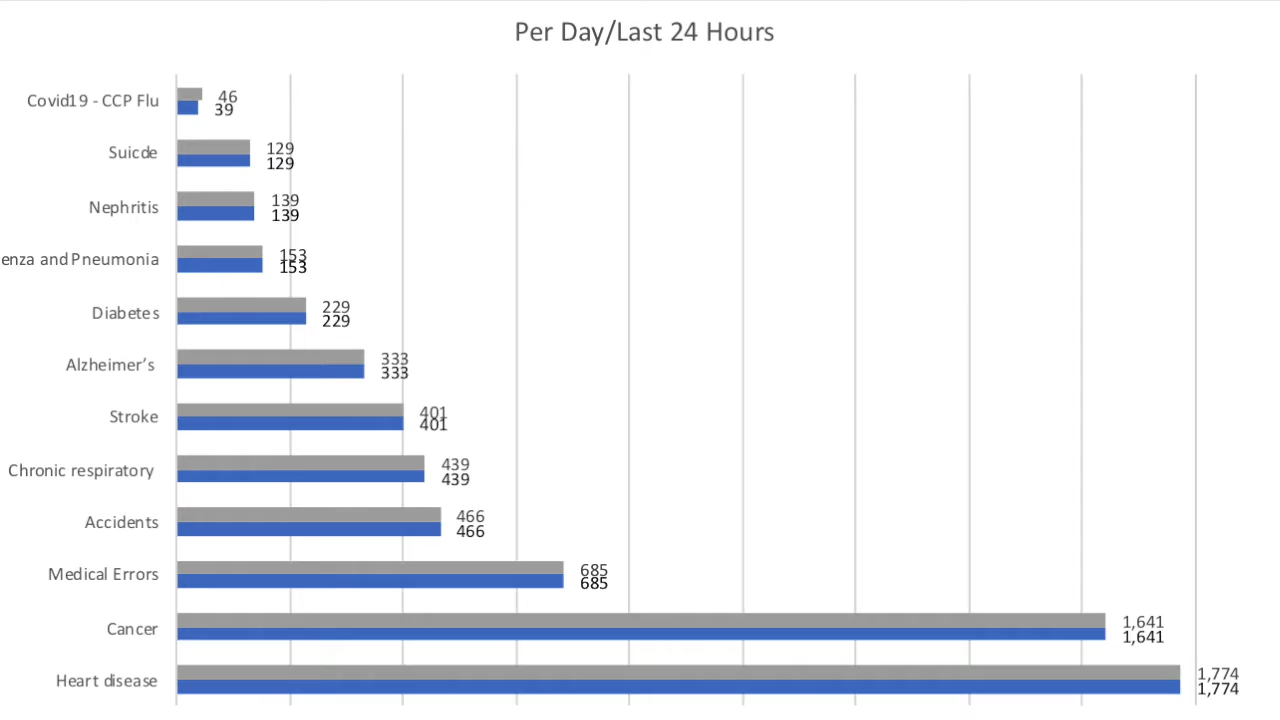 Per Day/Last 24 Hours
Covid19 - CCP Flu
46
39
Suicde
129
129
Nephritis
139
139
enza and Pneumonia
153
153
Diabetes
229
229
Alzheimer’s
333
333
Stroke
401
401
Chronic respiratory
439
439
Accidents
466
466
Medical Errors
685
685
Cancer
1,641
1,641
Heart disease
1,774
1,774